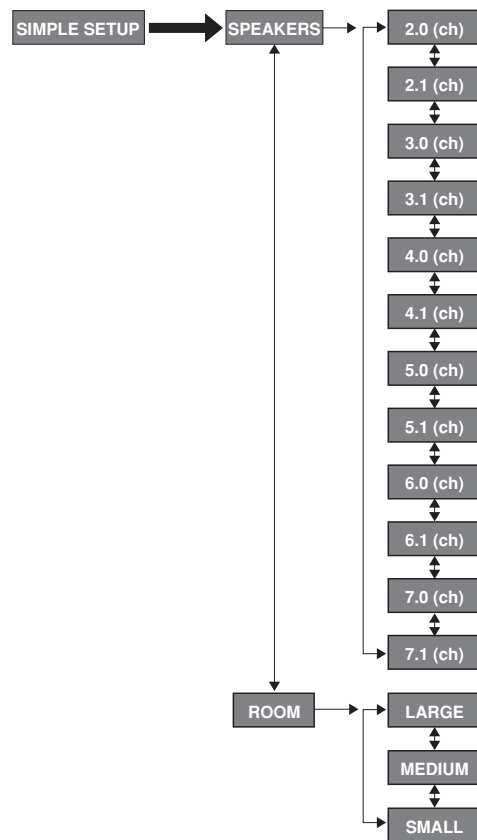 SIMPLE SETUP
SPEAKERS
2.0 (ch)
2.1 (ch)
3.0 (ch)
3.1 (ch)
4.0 (ch)
4.1 (ch)
5.0 (ch)
5.1 (ch)
6.0 (ch)
6.1 (ch)
7.0 (ch)
7.1 (ch)
ROOM
LARGE
MEDIUM
SMALL